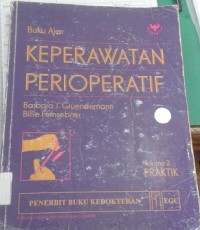 Buku Ajar
KEPERAWATAN
PERIOPERATIF
Barbara J. Gruendemann
Billie Fernsebner
Volume 2
PRAKTIK
PENERBIT BUKU KEDOKTERAN
EGC